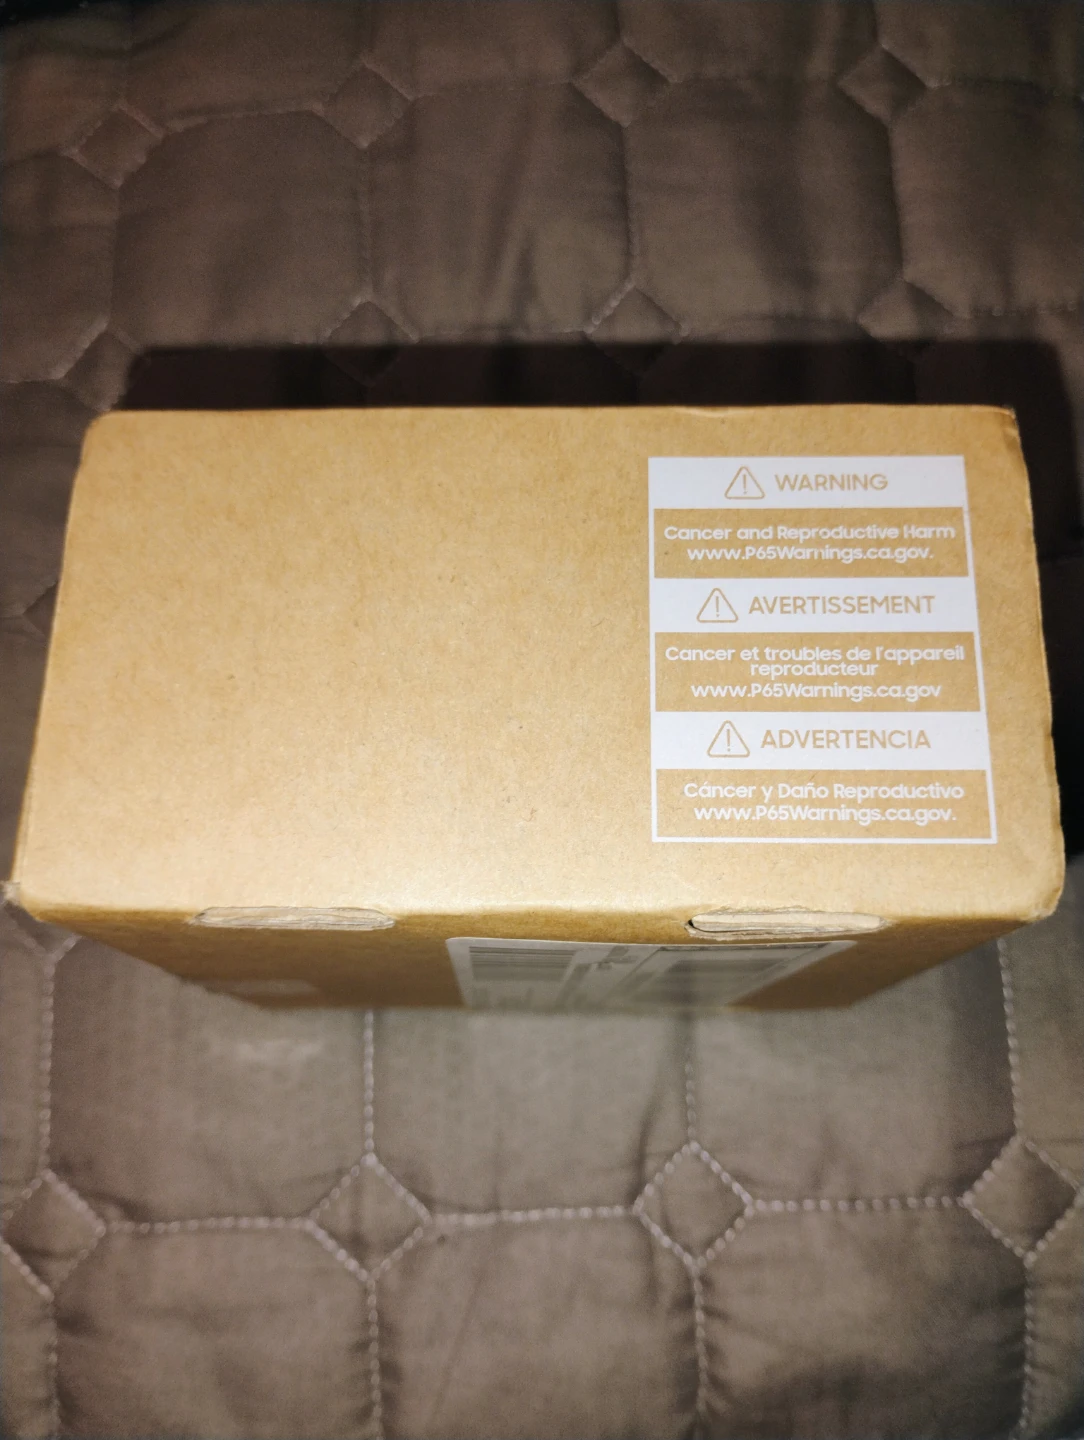 WARNING
Cancer and Reproductive Harm
www.P65Warnings.ca.gov.
AVERTISSEMENT
Cancer et troubles de l'appareil
reproducteur
www.P65Warnings.ca.gov
ADVERTENCIA
Cáncer y Daño Reproductivo
www.P65Warnings.ca.gov.